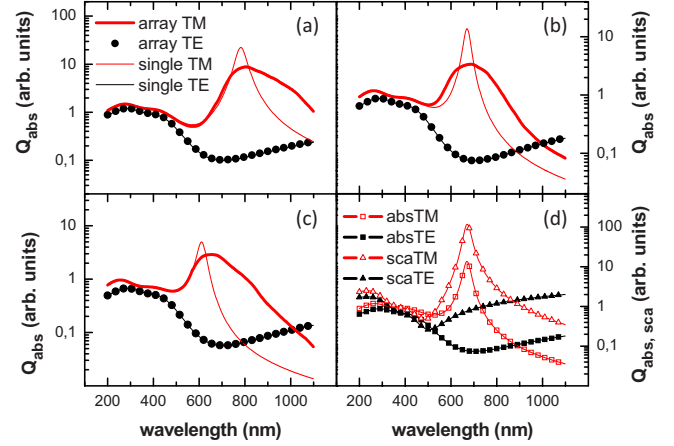 array TM
array TE
single TM
single TE
(a)
100
10
1
0,1
Q_abs (arb. units)
(b)
10
1
0,1
Q_abs (arb. units)
(c)
10
1
0,1
Q_abs (arb. units)
200 400 600 800 1000
wavelength (nm)
absTM
absTE
scaTM
scaTE
(d)
100
10
1
0,1
Q_abs, sca (arb. units)
200 400 600 800 1000
wavelength (nm)